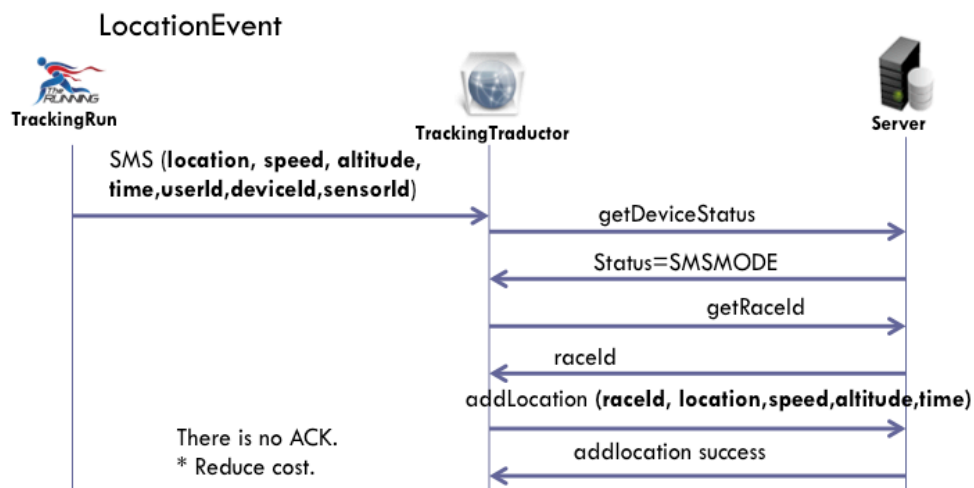 LocationEvent
The
RUNNING
TrackingRun
TrackingTraductor
Server
SMS (location, speed, altitude,
time,userId,deviceId,sensorId)
getDeviceStatus
Status=SMSMODE
getRaceId
raceId
addLocation (raceId, location,speed,altitude,time)
There is no ACK.
* Reduce cost.
addlocation success